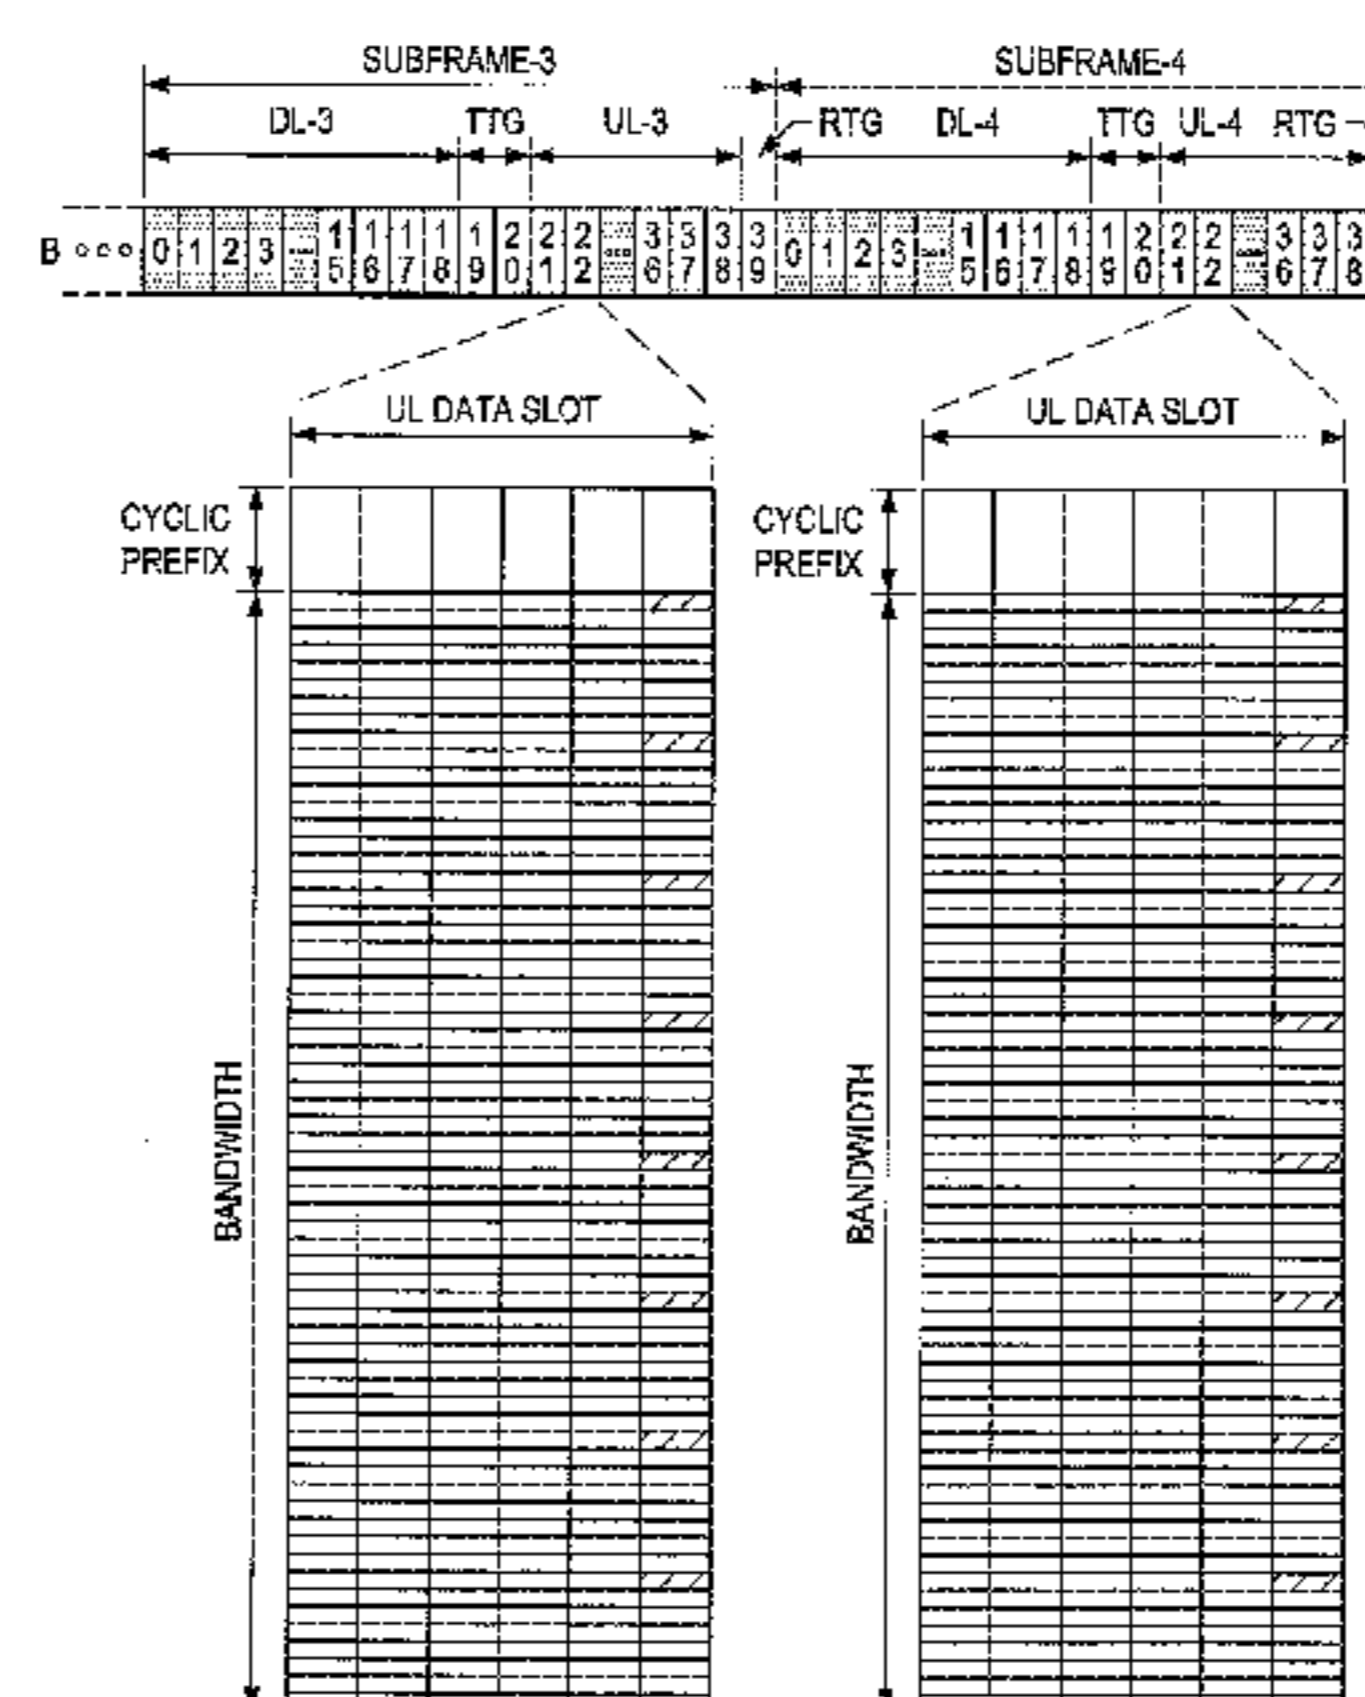 SUBFRAME-3 SUBFRAME-4
DL-3 TTG UL-3 RTG DL-4 TTG UL-4 RTG
B 0 1 2 3 15 16 17 18 19 20 21 22 36 37 38 39 0 1 2 3 15 16 17 18 19 20 21 22 36 37 38
UL DATA SLOT UL DATA SLOT
CYCLIC PREFIX CYCLIC PREFIX
BANDWIDTH BANDWIDTH